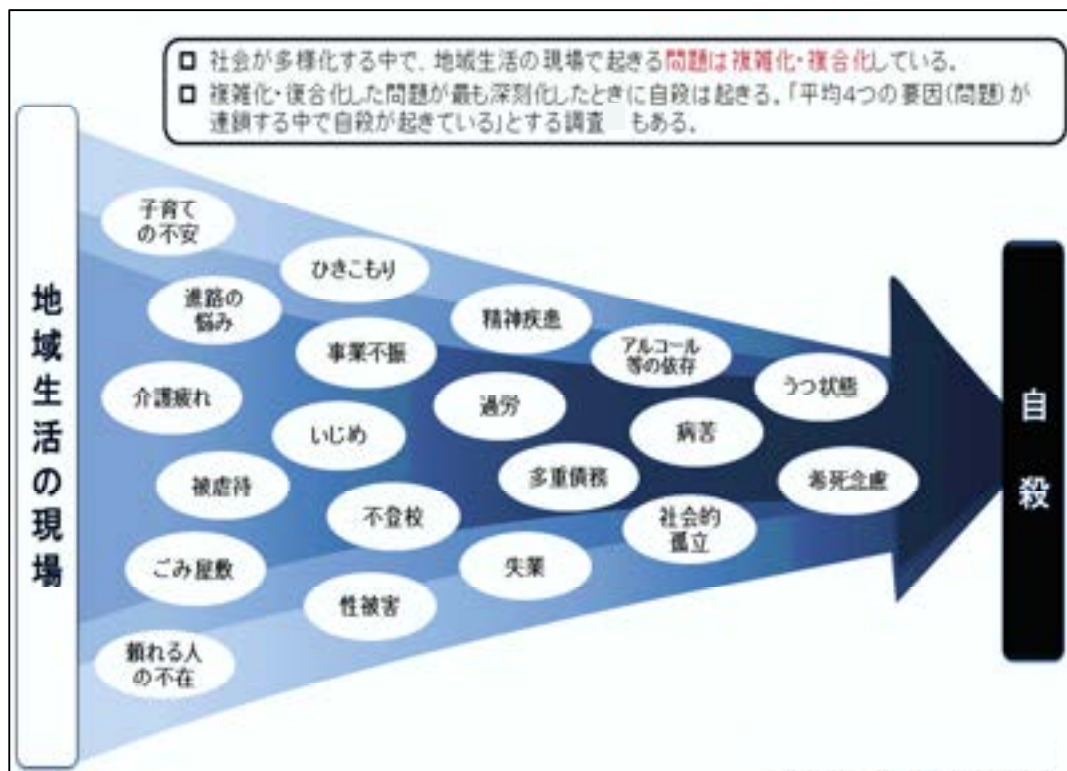 □ 社会が多様化する中で、地域生活の現場で起きる問題は複雑化・複合化している。
□ 複雑化・復合化した問題が最も深刻化したときに自殺は起きる。「平均4つの要因(問題)が
連鎖する中で自殺が起きている」とする調査 もある。
地域生活の現場
子育て
の不安
ひきこもり
進路の
悩み
精神疾患
事業不振
アルコール
等の依存
うつ状態
介護疲れ
過労
いじめ
病苦
被虐待
多重債務
希死念慮
不登校
社会的
孤立
ごみ屋敷
失業
性被害
頼れる人
の不在
自殺